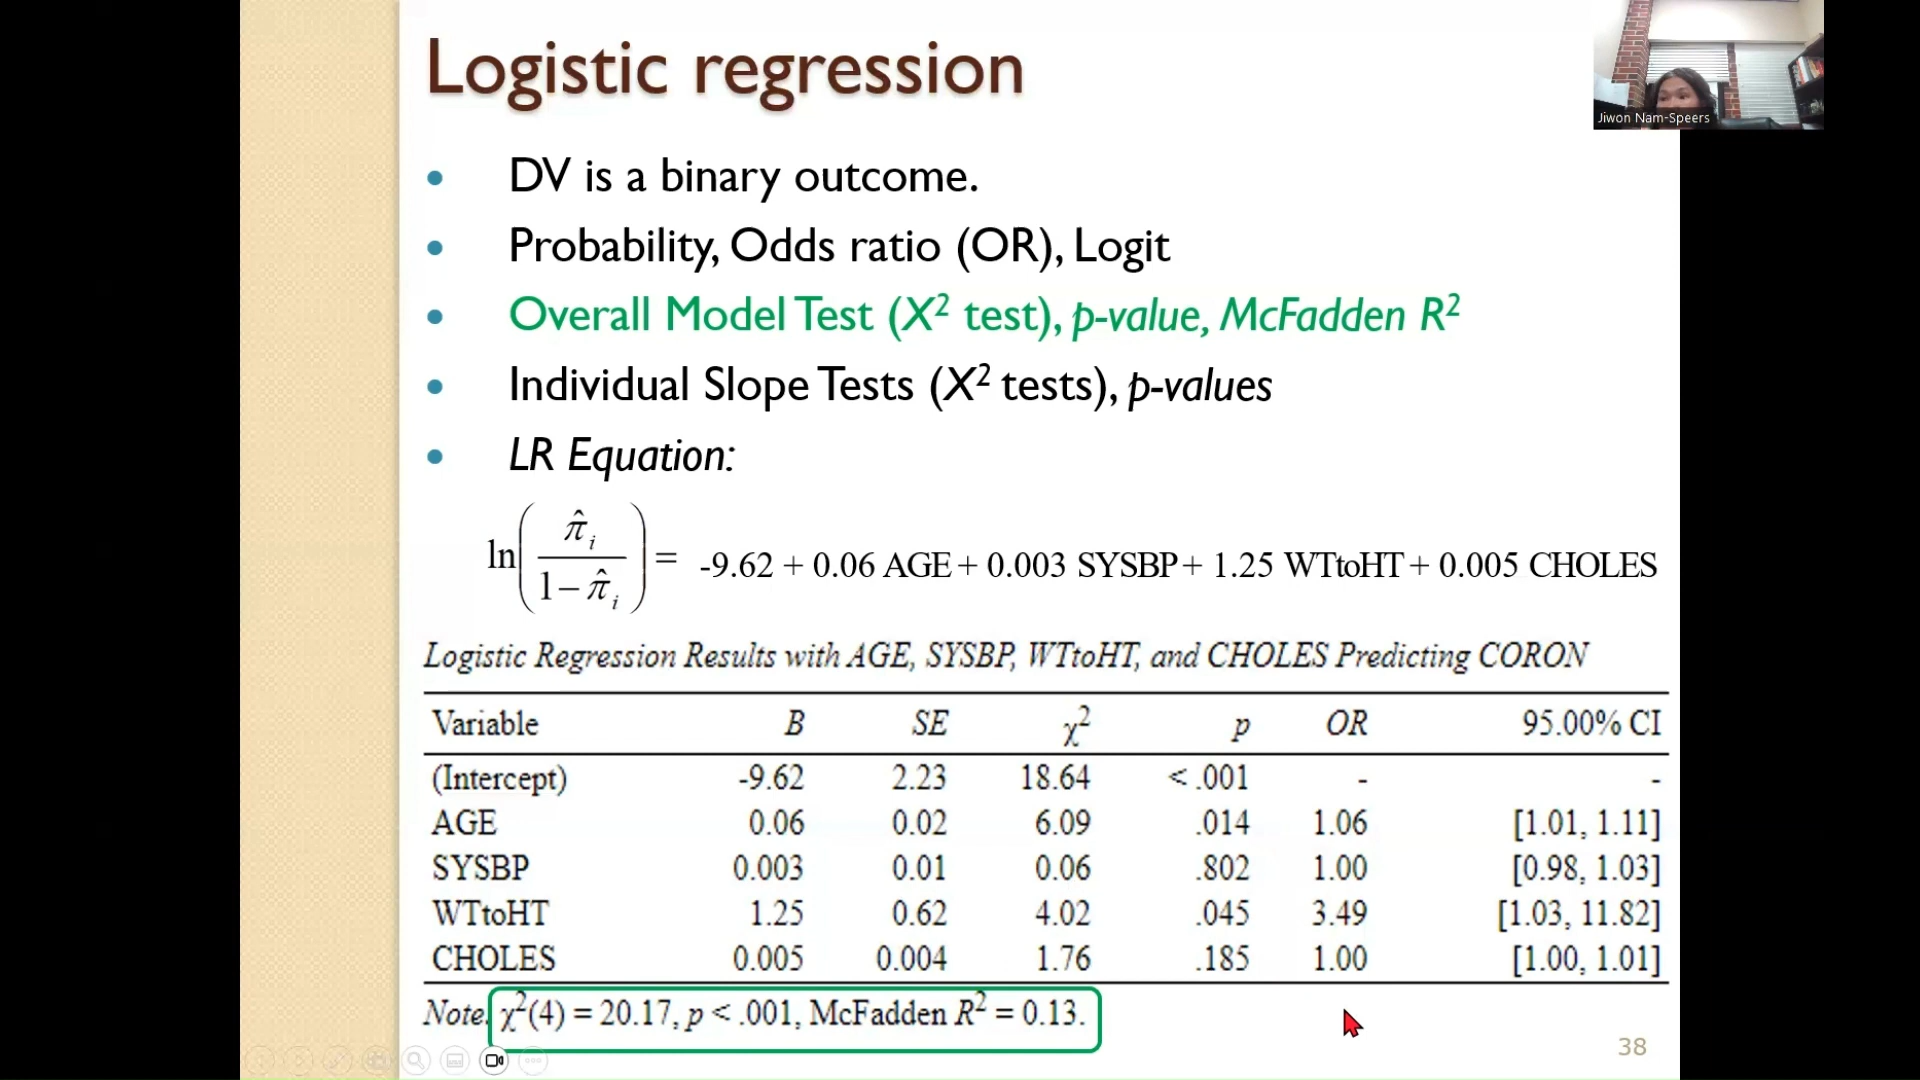 Logistic regression
Jiwon Nam-Speers
• DV is a binary outcome.
• Probability, Odds ratio (OR), Logit
• Overall Model Test (X² test), p-value, McFadden R²
• Individual Slope Tests (X² tests), p-values
• LR Equation:
ln(π̂ᵢ / 1−π̂ᵢ) = -9.62 + 0.06 AGE + 0.003 SYSBP + 1.25 WTtoHT + 0.005 CHOLES
Logistic Regression Results with AGE, SYSBP, WTtoHT, and CHOLES Predicting CORON
Variable B SE χ² p OR 95.00% CI
(Intercept) -9.62 2.23 18.64 < .001 - -
AGE 0.06 0.02 6.09 .014 1.06 [1.01, 1.11]
SYSBP 0.003 0.01 0.06 .802 1.00 [0.98, 1.03]
WTtoHT 1.25 0.62 4.02 .045 3.49 [1.03, 11.82]
CHOLES 0.005 0.004 1.76 .185 1.00 [1.00, 1.01]
Note. χ²(4) = 20.17, p < .001, McFadden R² = 0.13.
38